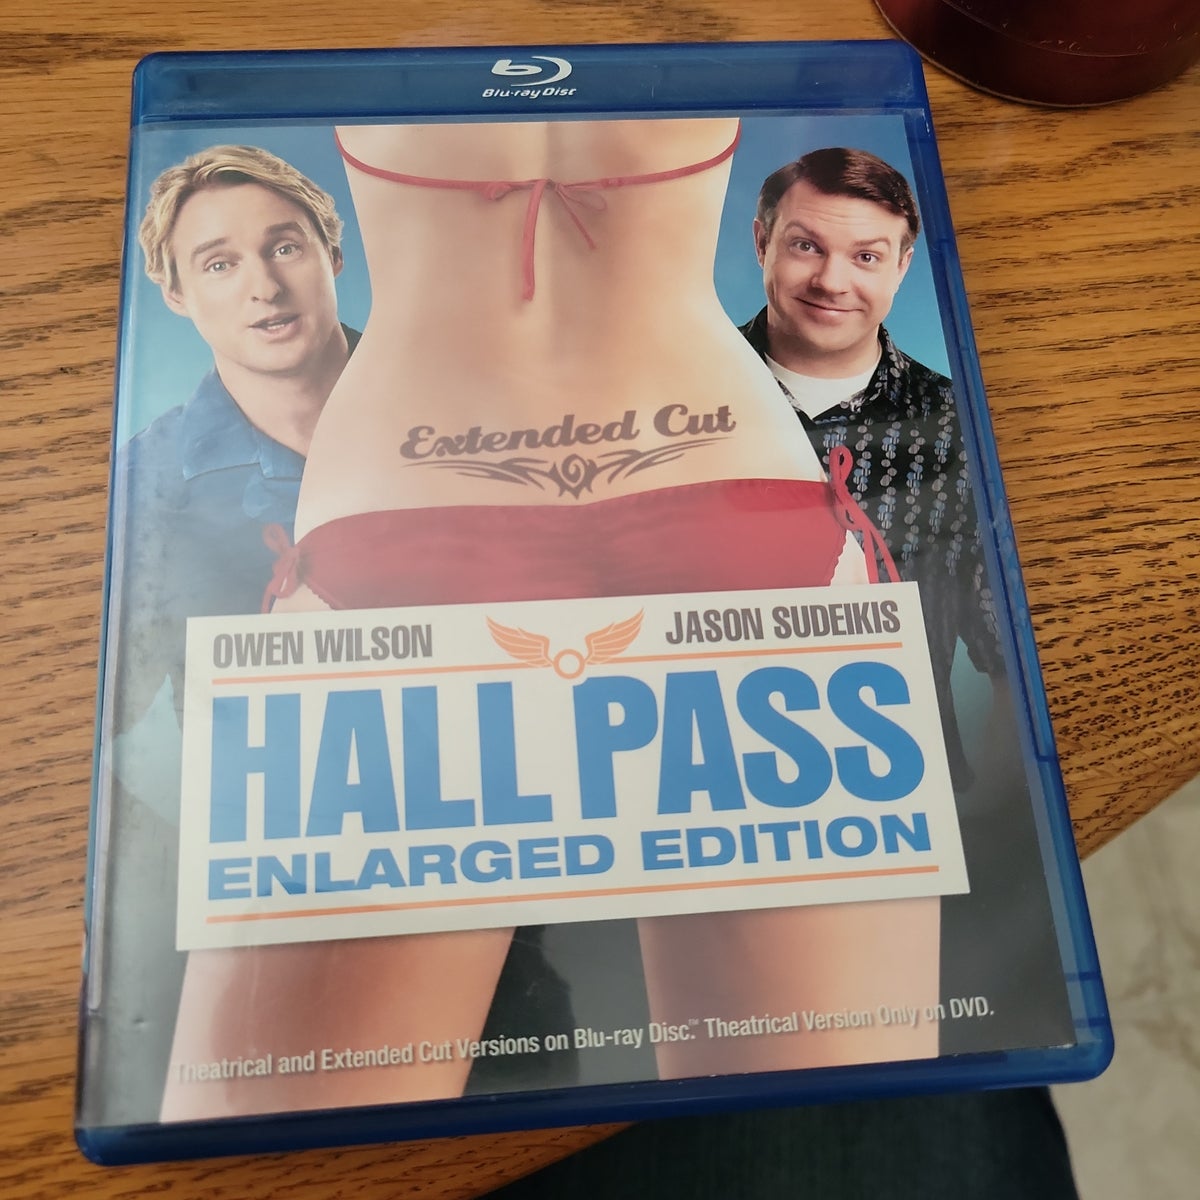 Blu-ray Disc
Extended Cut
OWEN WILSON
JASON SUDEIKIS
HALL PASS
ENLARGED EDITION
Theatrical and Extended Cut Versions on Blu-ray Disc.™ Theatrical Version Only on DVD.